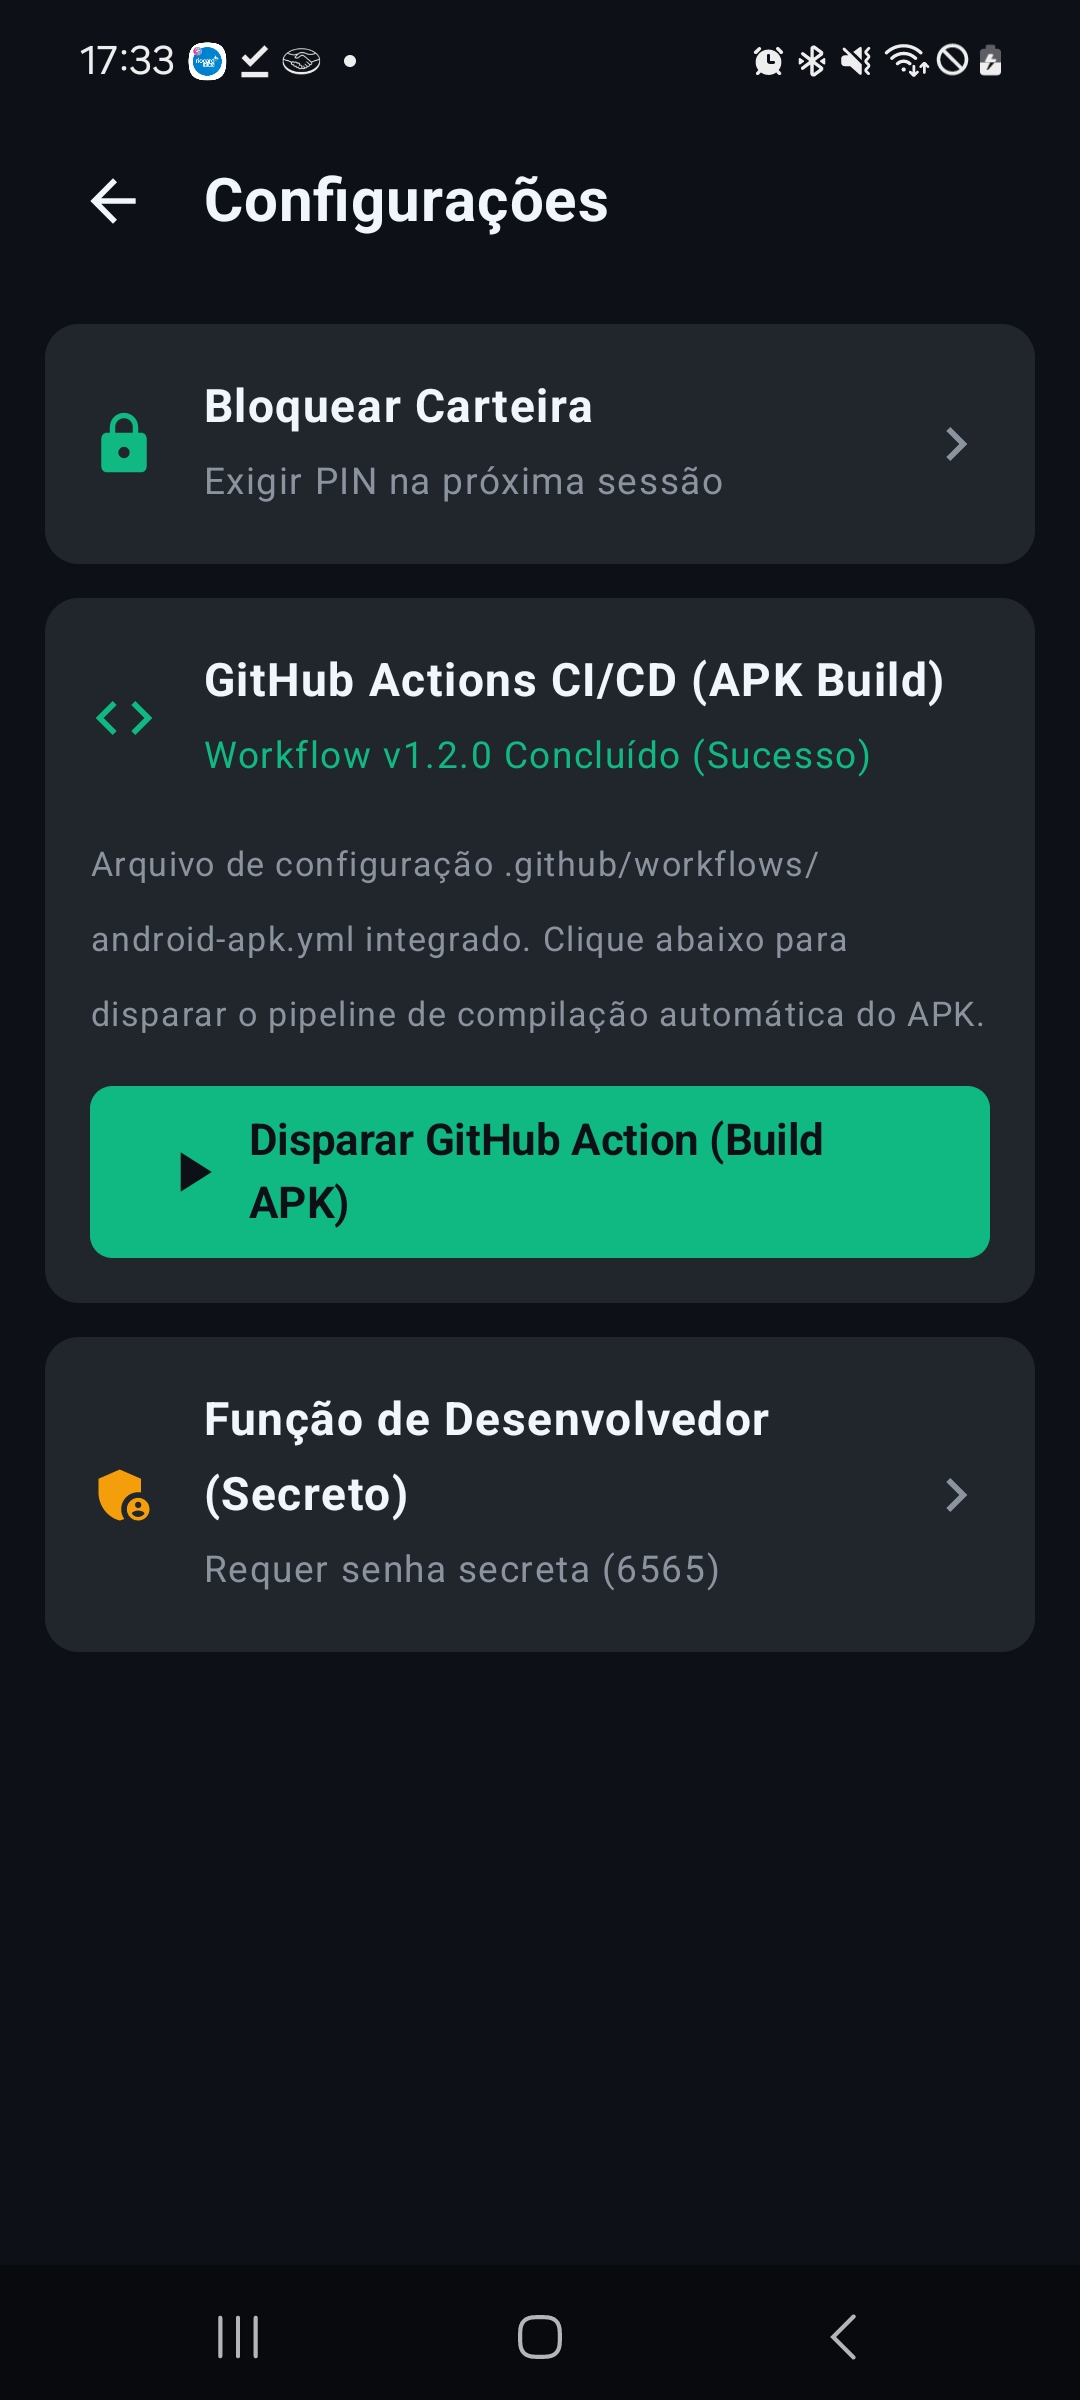 17:33
Configurações
Bloquear Carteira
Exigir PIN na próxima sessão
GitHub Actions CI/CD (APK Build)
Workflow v1.2.0 Concluído (Sucesso)
Arquivo de configuração .github/workflows/
android-apk.yml integrado. Clique abaixo para
disparar o pipeline de compilação automática do APK.
Disparar GitHub Action (Build
APK)
Função de Desenvolvedor
(Secreto)
Requer senha secreta (6565)